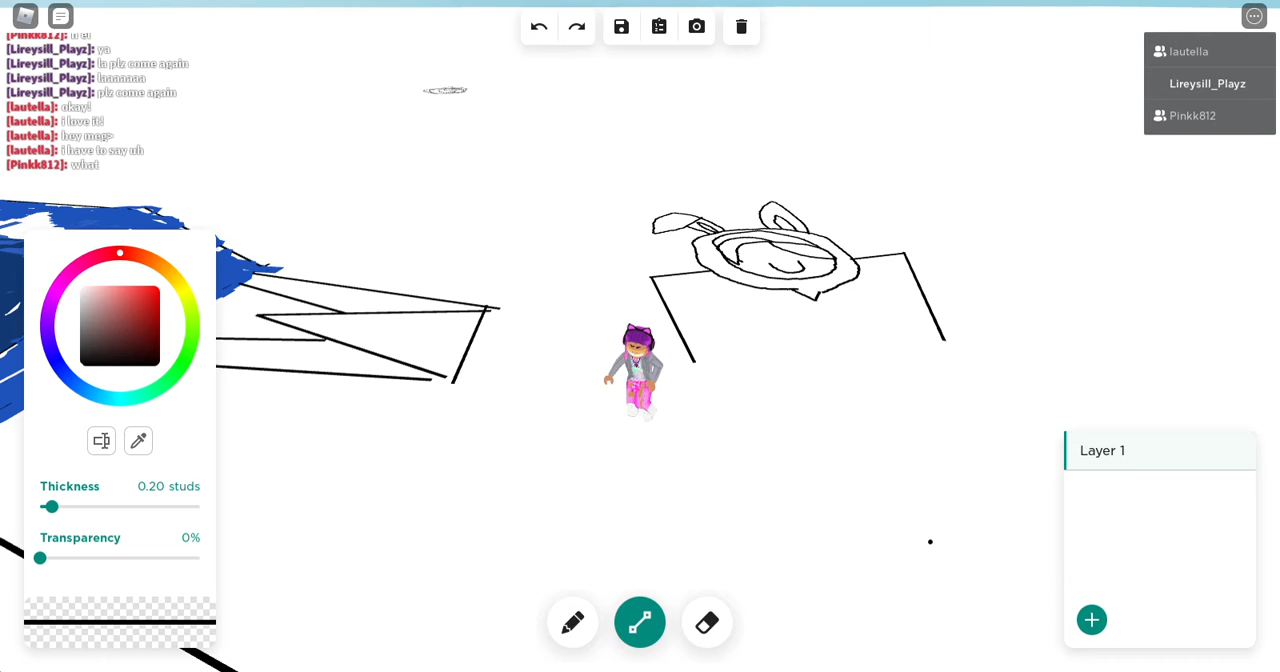 [Pinkk812]:
[Lireysill_Playz]: ya
[Lireysill_Playz]: la plz come again
[Lireysill_Playz]: laaaaaaa
[Lireysill_Playz]: plz come again
[lautella]: okay!
[lautella]: i love it!
[lautella]: hey meg>
[lautella]: i have to say uh
[Pinkk812]: what
lautella
Lireysill_Playz
Pinkk812
Thickness 0.20 studs
Transparency 0%
Layer 1